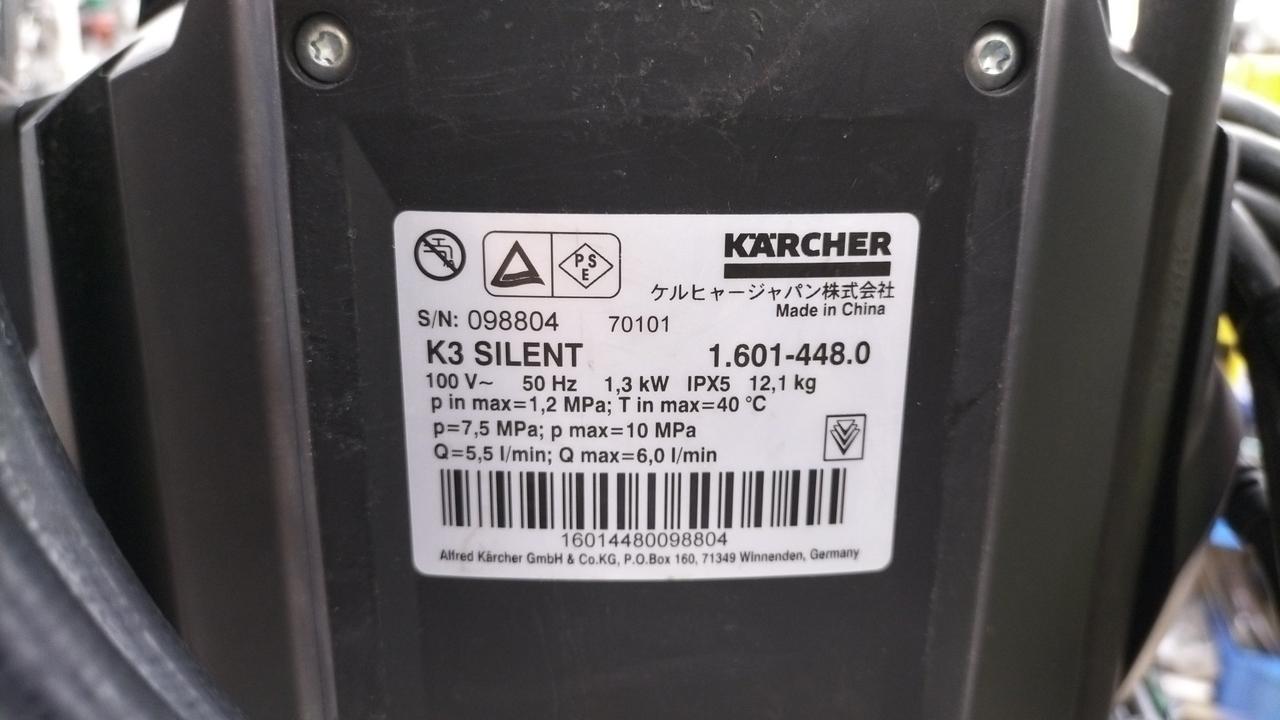 PS
E
KÄRCHER
ケルヒャージャパン株式会社
Made in China
S/N: 098804 70101
K3 SILENT 1.601-448.0
100 V~ 50 Hz 1,3 kW IPX5 12,1 kg
p in max=1,2 MPa; T in max=40 °C
p=7,5 MPa; p max=10 MPa
Q=5,5 l/min; Q max=6,0 l/min
16014480098804
Alfred Kärcher GmbH & Co.KG, P.O.Box 160, 71349 Winnenden, Germany